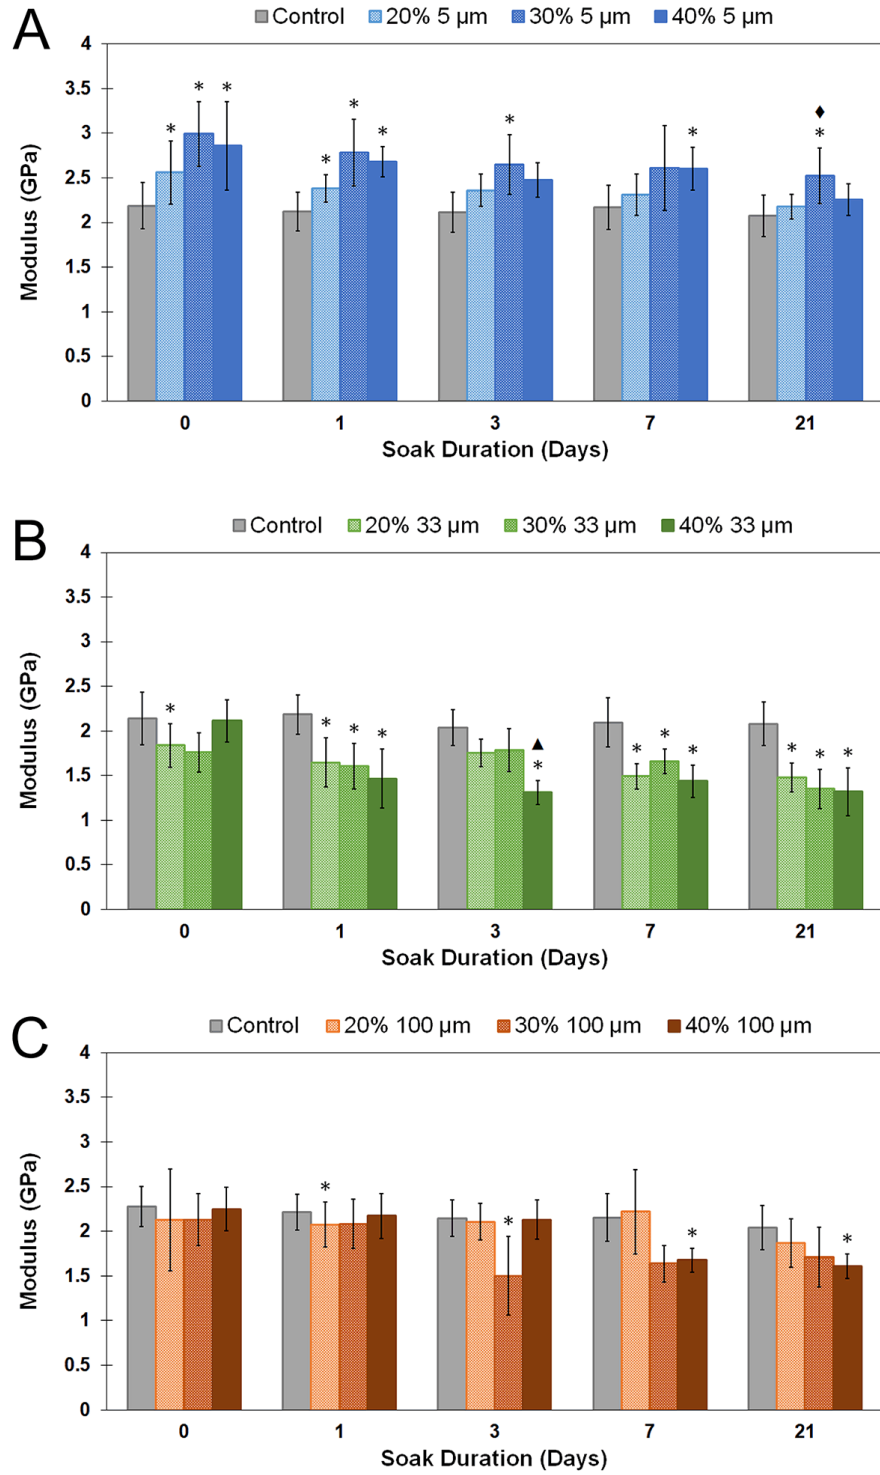 A
Control 20% 5 µm 30% 5 µm 40% 5 µm
4
3.5
* * *
* *
*
*
♦
*
3
* *
2.5
2
1.5
1
0.5
0
Modulus (GPa)
0 1 3 7 21
Soak Duration (Days)
B
Control 20% 33 µm 30% 33 µm 40% 33 µm
4
3.5
3
2.5
*
2
* * *
▲
*
* * *
* * *
1.5
1
0.5
0
Modulus (GPa)
0 1 3 7 21
Soak Duration (Days)
C
Control 20% 100 µm 30% 100 µm 40% 100 µm
4
3.5
3
2.5
*
*
2
*
*
1.5
1
0.5
0
Modulus (GPa)
0 1 3 7 21
Soak Duration (Days)